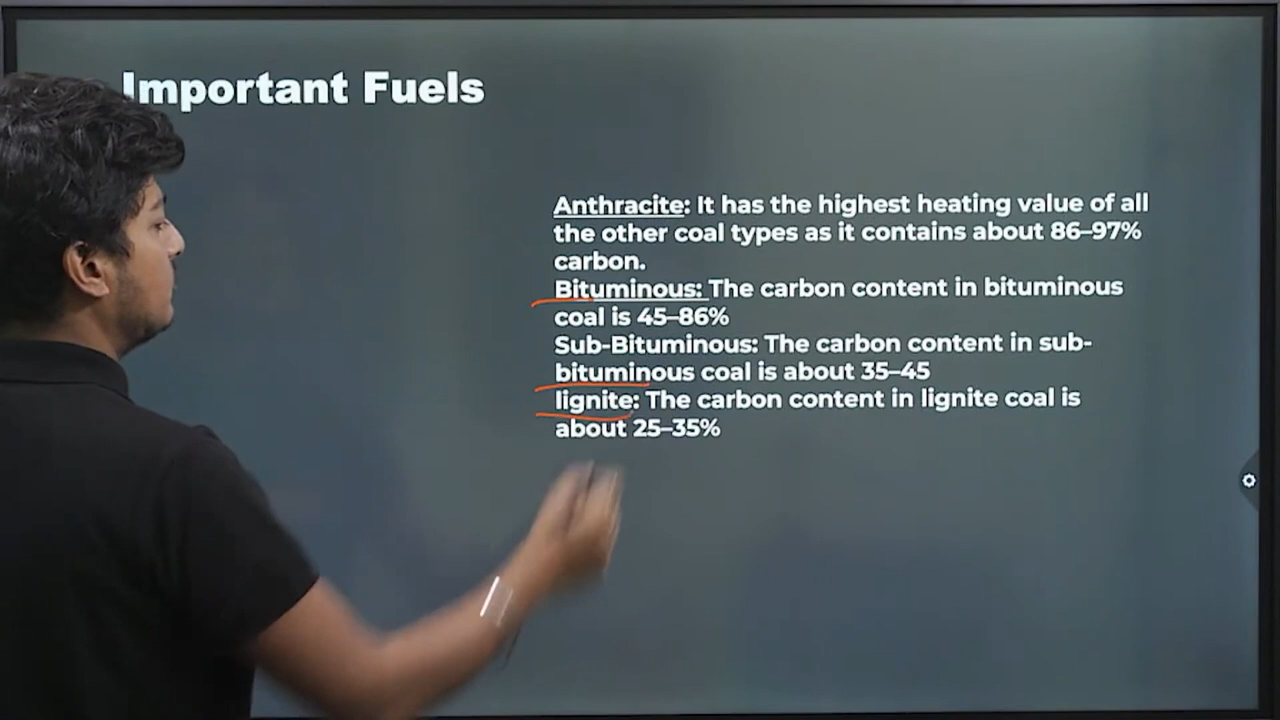 Important Fuels
Anthracite: It has the highest heating value of all
the other coal types as it contains about 86–97%
carbon.
Bituminous: The carbon content in bituminous
coal is 45–86%
Sub-Bituminous: The carbon content in sub-
bituminous coal is about 35–45
lignite: The carbon content in lignite coal is
about 25–35%